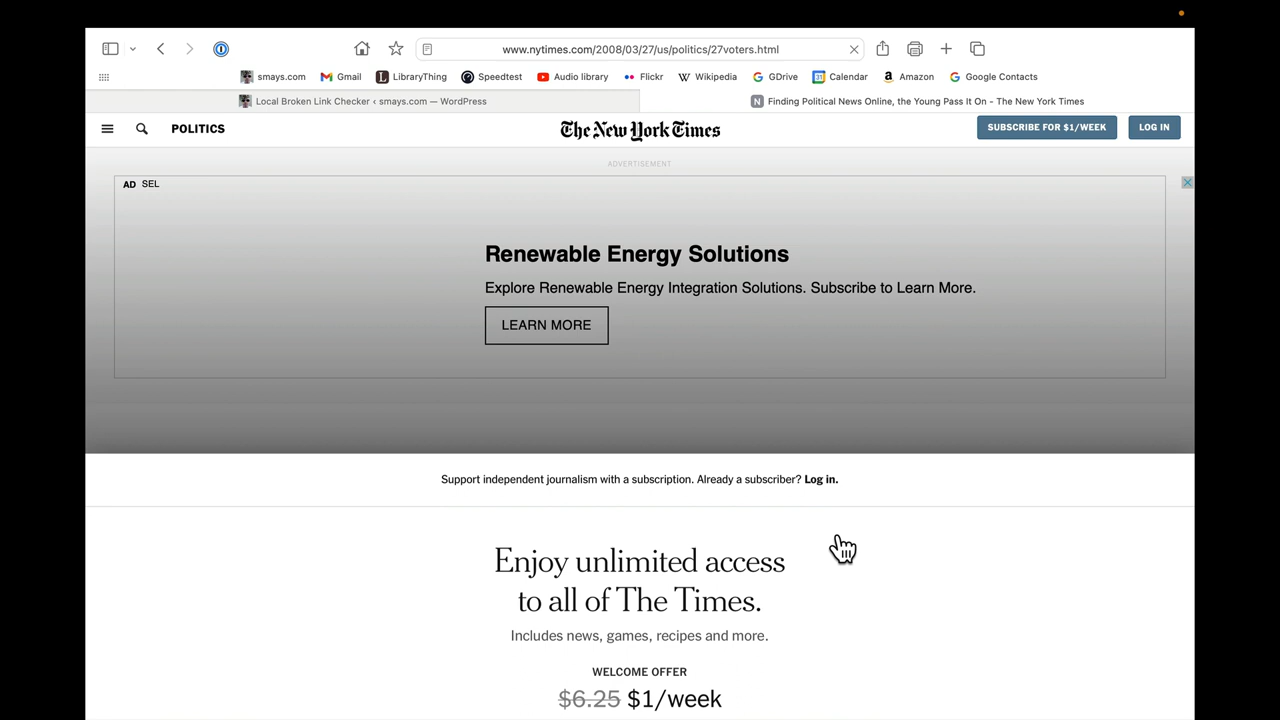 www.nytimes.com/2008/03/27/us/politics/27voters.html
smays.com Gmail LibraryThing Speedtest Audio library Flickr Wikipedia GDrive Calendar Amazon Google Contacts
Local Broken Link Checker ‹ smays.com — WordPress Finding Political News Online, the Young Pass It On - The New York Times
POLITICS The New York Times SUBSCRIBE FOR $1/WEEK LOG IN
ADVERTISEMENT
AD SEL
Renewable Energy Solutions
Explore Renewable Energy Integration Solutions. Subscribe to Learn More.
LEARN MORE
Support independent journalism with a subscription. Already a subscriber? Log in.
Enjoy unlimited access
to all of The Times.
Includes news, games, recipes and more.
WELCOME OFFER
$6.25 $1/week